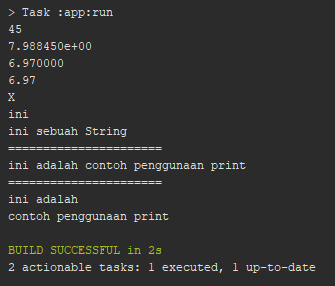 > Task :app:run
45
7.988450e+00
6.970000
6.97
X
ini
ini sebuah String
======================
ini adalah contoh penggunaan print
======================
ini adalah
contoh penggunaan print
BUILD SUCCESSFUL in 2s
2 actionable tasks: 1 executed, 1 up-to-date